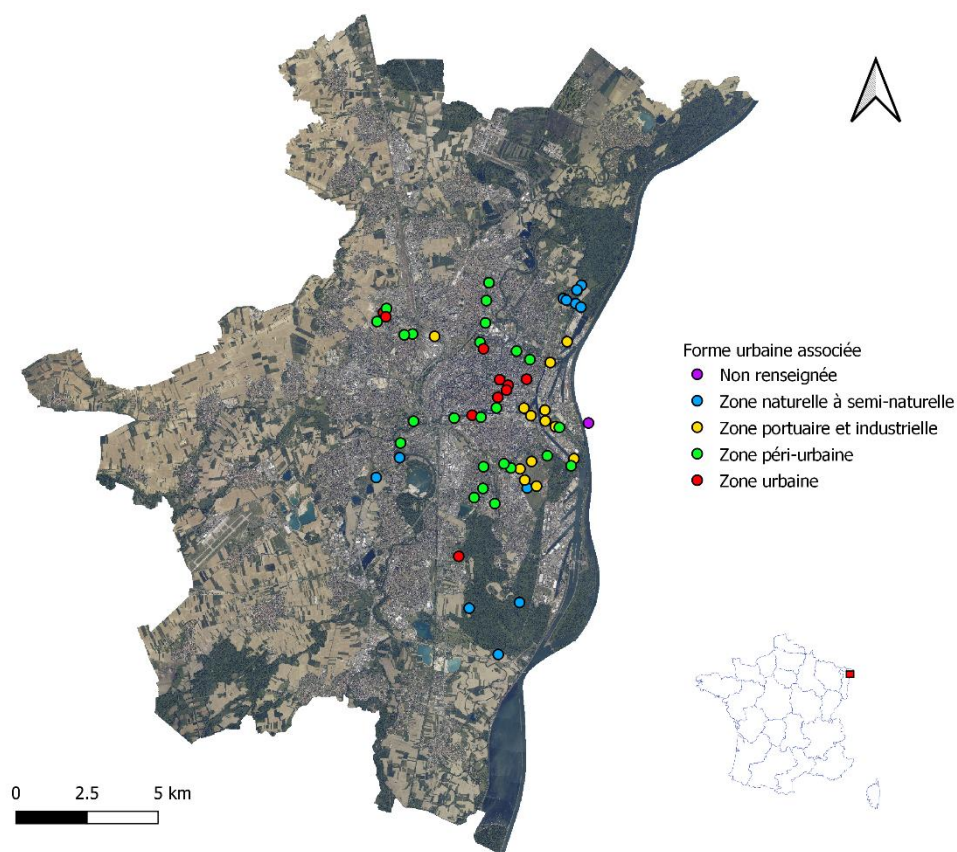 Forme urbaine associée
Non renseignée
Zone naturelle à semi-naturelle
Zone portuaire et industrielle
Zone péri-urbaine
Zone urbaine
0 2.5 5 km